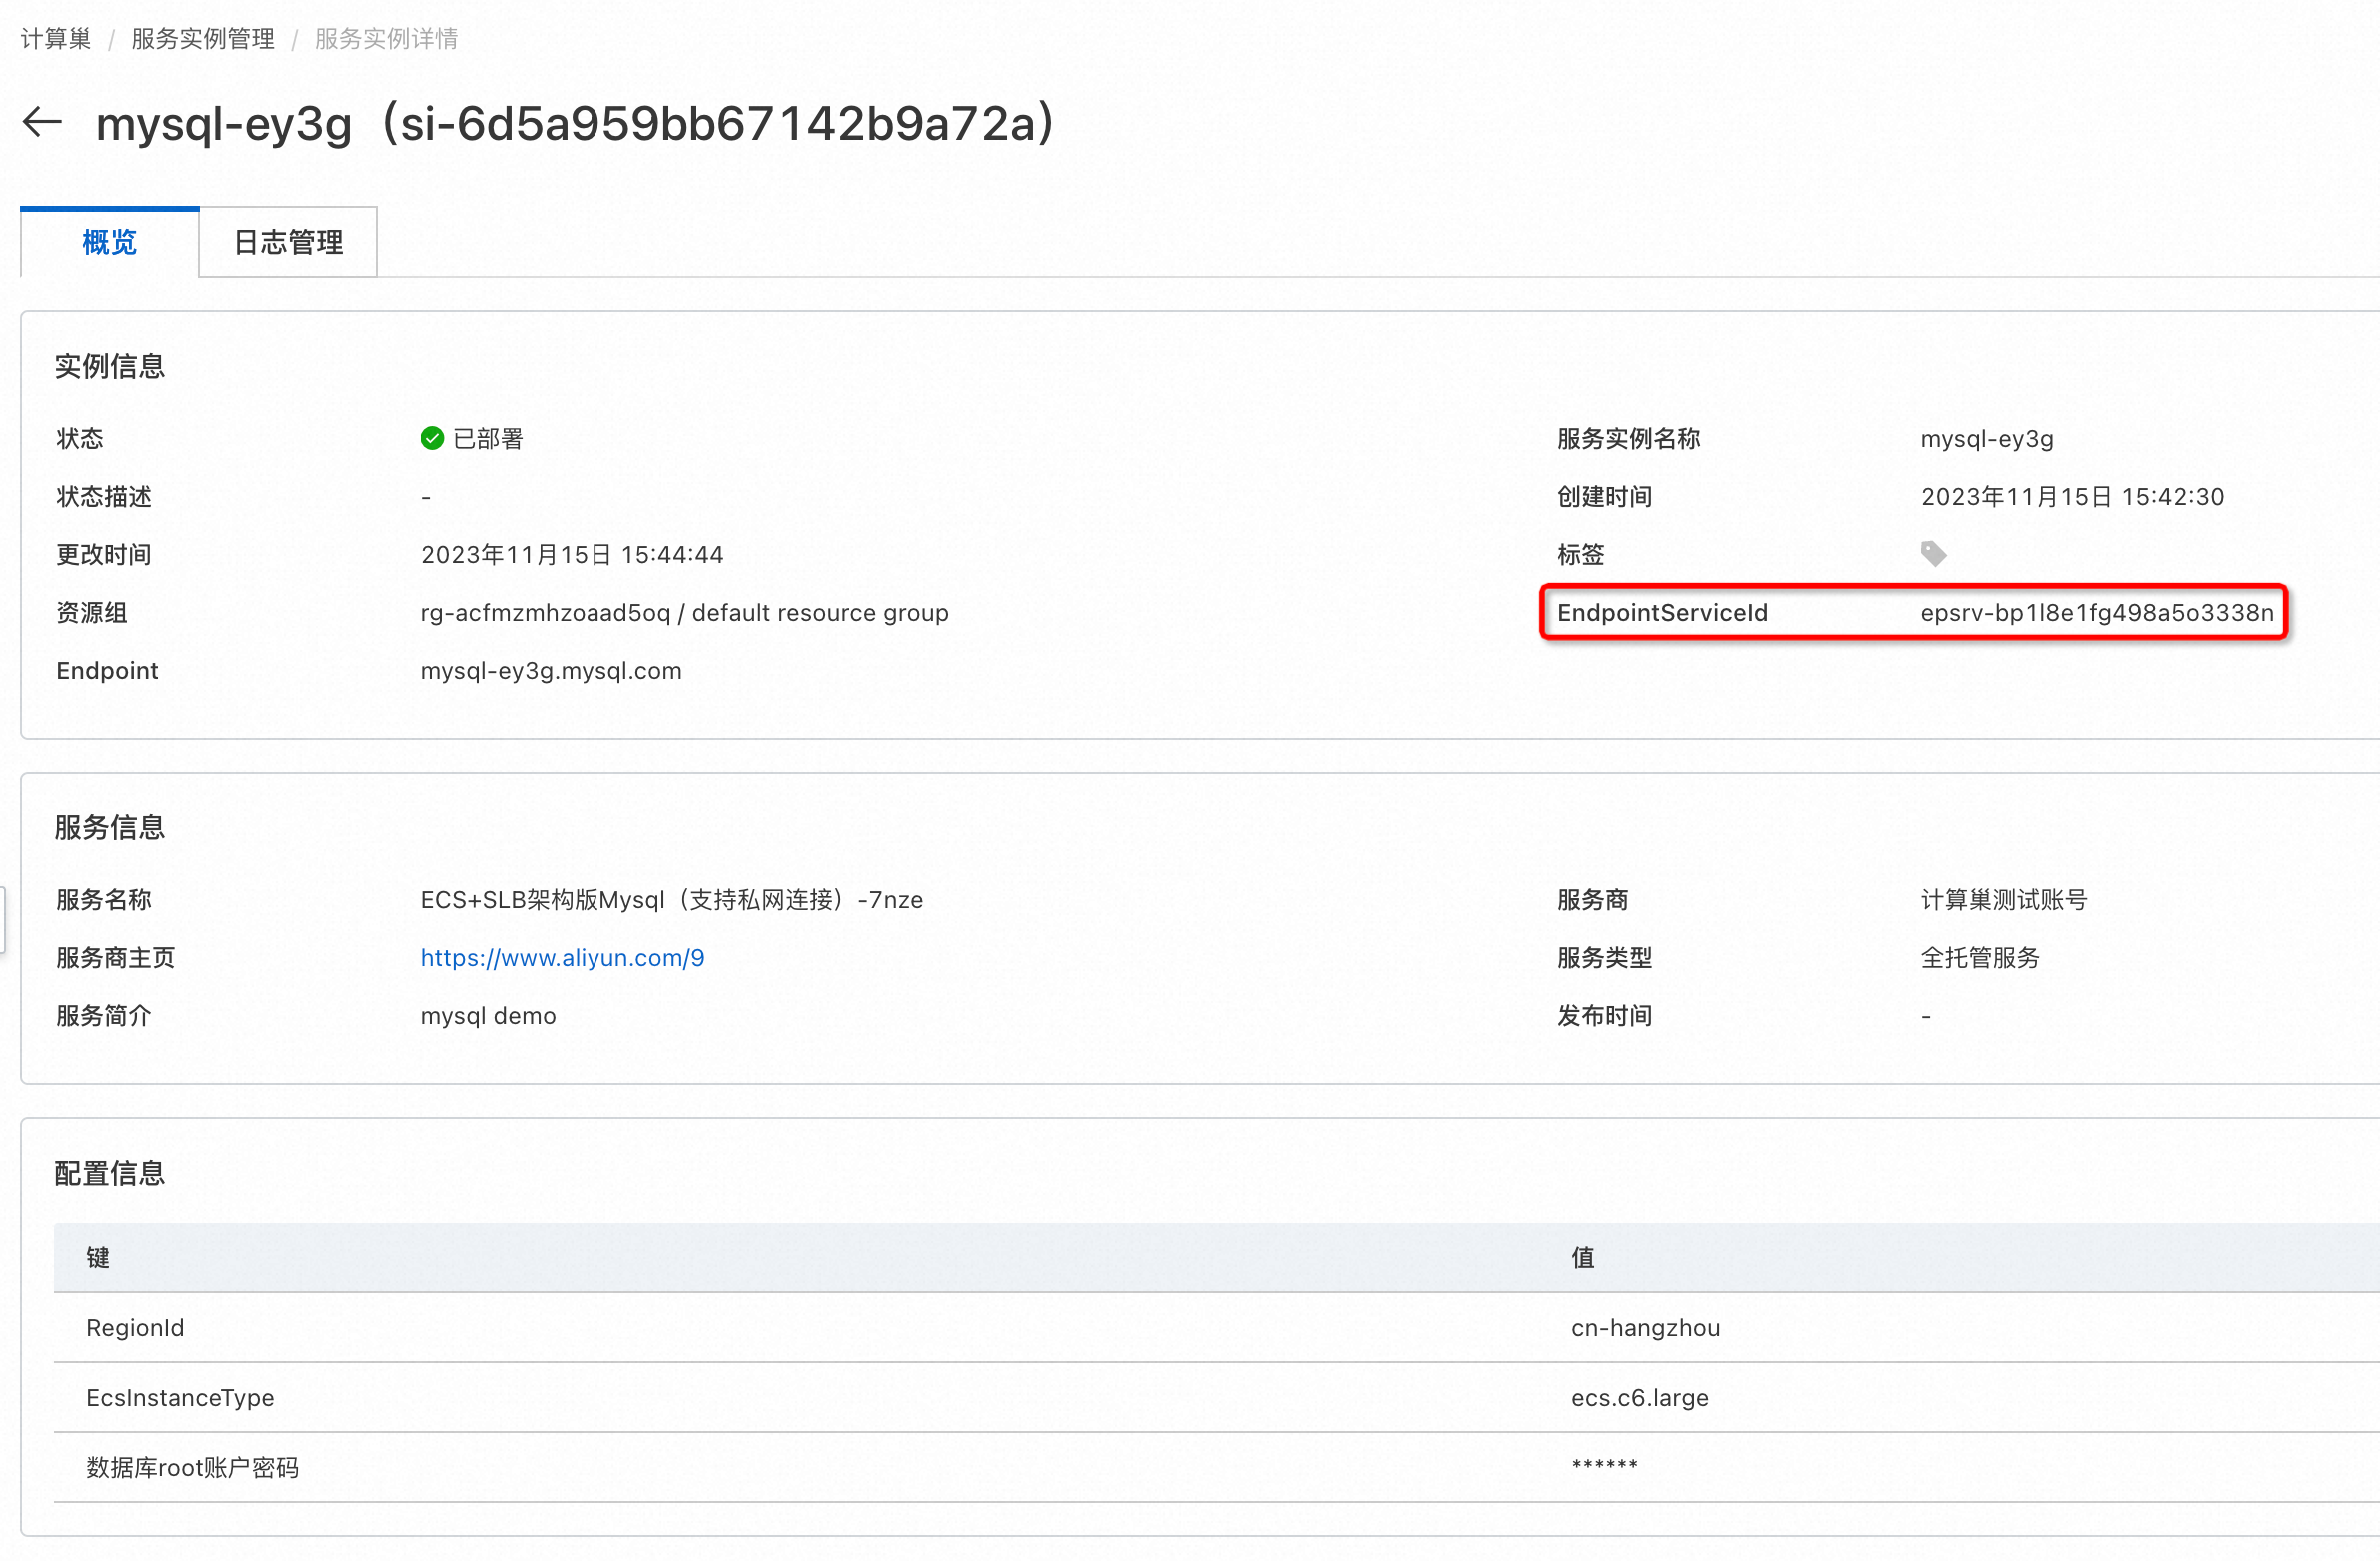 计算巢 / 服务实例管理 / 服务实例详情
mysql-ey3g（si-6d5a959bb67142b9a72a）
概览 日志管理
实例信息
状态 已部署 服务实例名称 mysql-ey3g
状态描述 - 创建时间 2023年11月15日 15:42:30
更改时间 2023年11月15日 15:44:44 标签
资源组 rg-acfmzmhzoaad5oq / default resource group EndpointServiceId epsrv-bp1l8e1fg498a5o3338n
Endpoint mysql-ey3g.mysql.com
服务信息
服务名称 ECS+SLB架构版Mysql（支持私网连接）-7nze 服务商 计算巢测试账号
服务商主页 https://www.aliyun.com/9 服务类型 全托管服务
服务简介 mysql demo 发布时间 -
配置信息
键 值
RegionId cn-hangzhou
EcsInstanceType ecs.c6.large
数据库root账户密码 ******